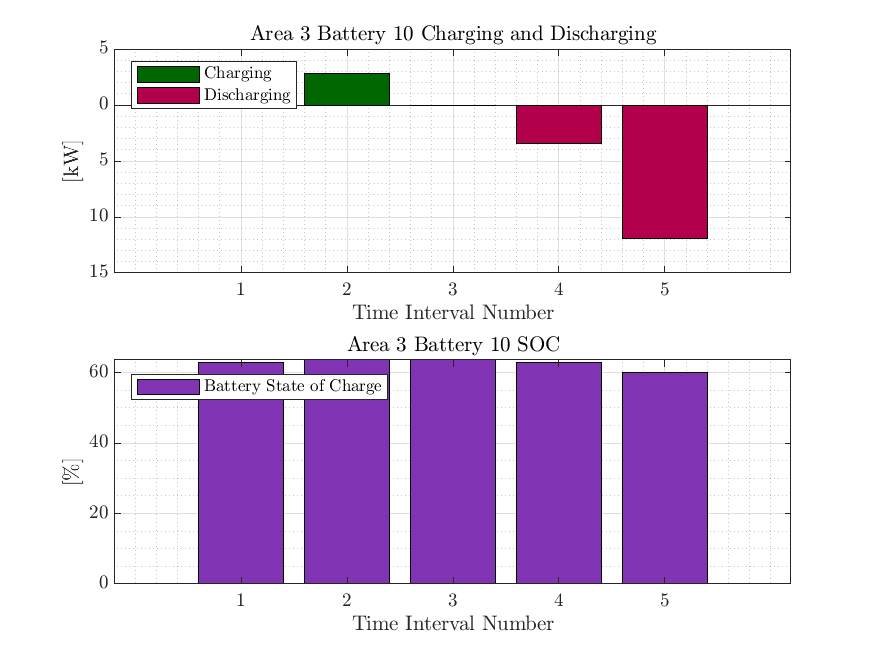 Area 3 Battery 10 Charging and Discharging
5
Charging
Discharging
0
5
10
15
[kW]
1 2 3 4 5
Time Interval Number
Area 3 Battery 10 SOC
60
Battery State of Charge
40
20
0
[%]
1 2 3 4 5
Time Interval Number